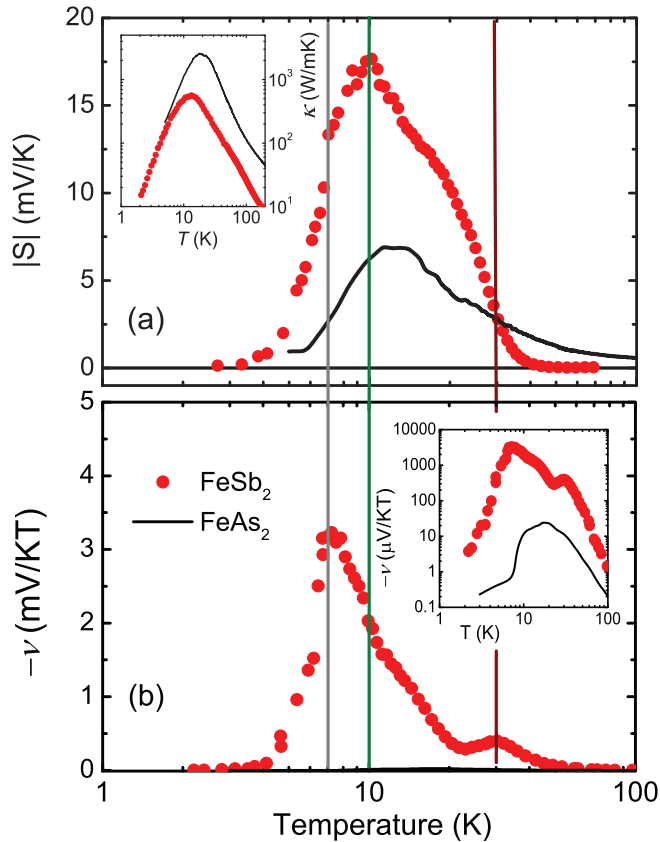 20
15
10
5
0
|S| (mV/K)
(a)
10³
10²
10¹
κ (W/mK)
1
10
100
T (K)
5
4
3
2
1
0
−ν (mV/KT)
FeSb₂
FeAs₂
(b)
10000
1000
100
10
1
0.1
−ν (μV/KT)
1
10
100
T (K)
1
10
100
Temperature (K)